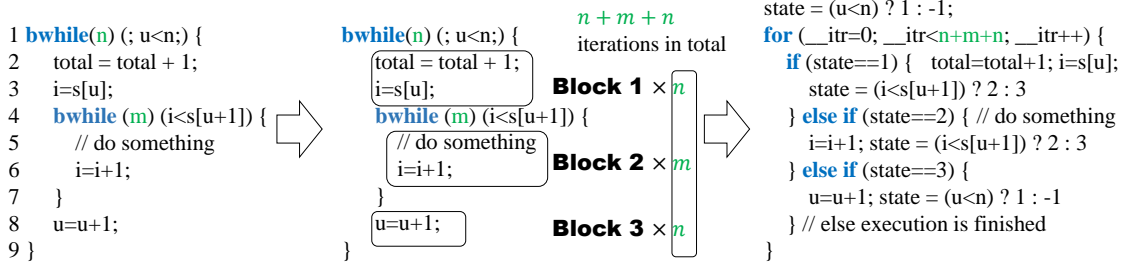 1 bwhile(n) (; u<n;) {
2 total = total + 1;
3 i=s[u];
4 bwhile (m) (i<s[u+1]) {
5 // do something
6 i=i+1;
7 }
8 u=u+1;
9 }
n + m + n
iterations in total
bwhile(n) (; u<n;) {
total = total + 1;
i=s[u];
bwhile (m) (i<s[u+1]) {
// do something
i=i+1;
}
u=u+1;
}
Block 1 × n
Block 2 × m
Block 3 × n
state = (u<n) ? 1 : -1;
for (__itr=0; __itr<n+m+n; __itr++) {
if (state==1) { total=total+1; i=s[u];
state = (i<s[u+1]) ? 2 : 3
} else if (state==2) { // do something
i=i+1; state = (i<s[u+1]) ? 2 : 3
} else if (state==3) {
u=u+1; state = (u<n) ? 1 : -1
} // else execution is finished
}